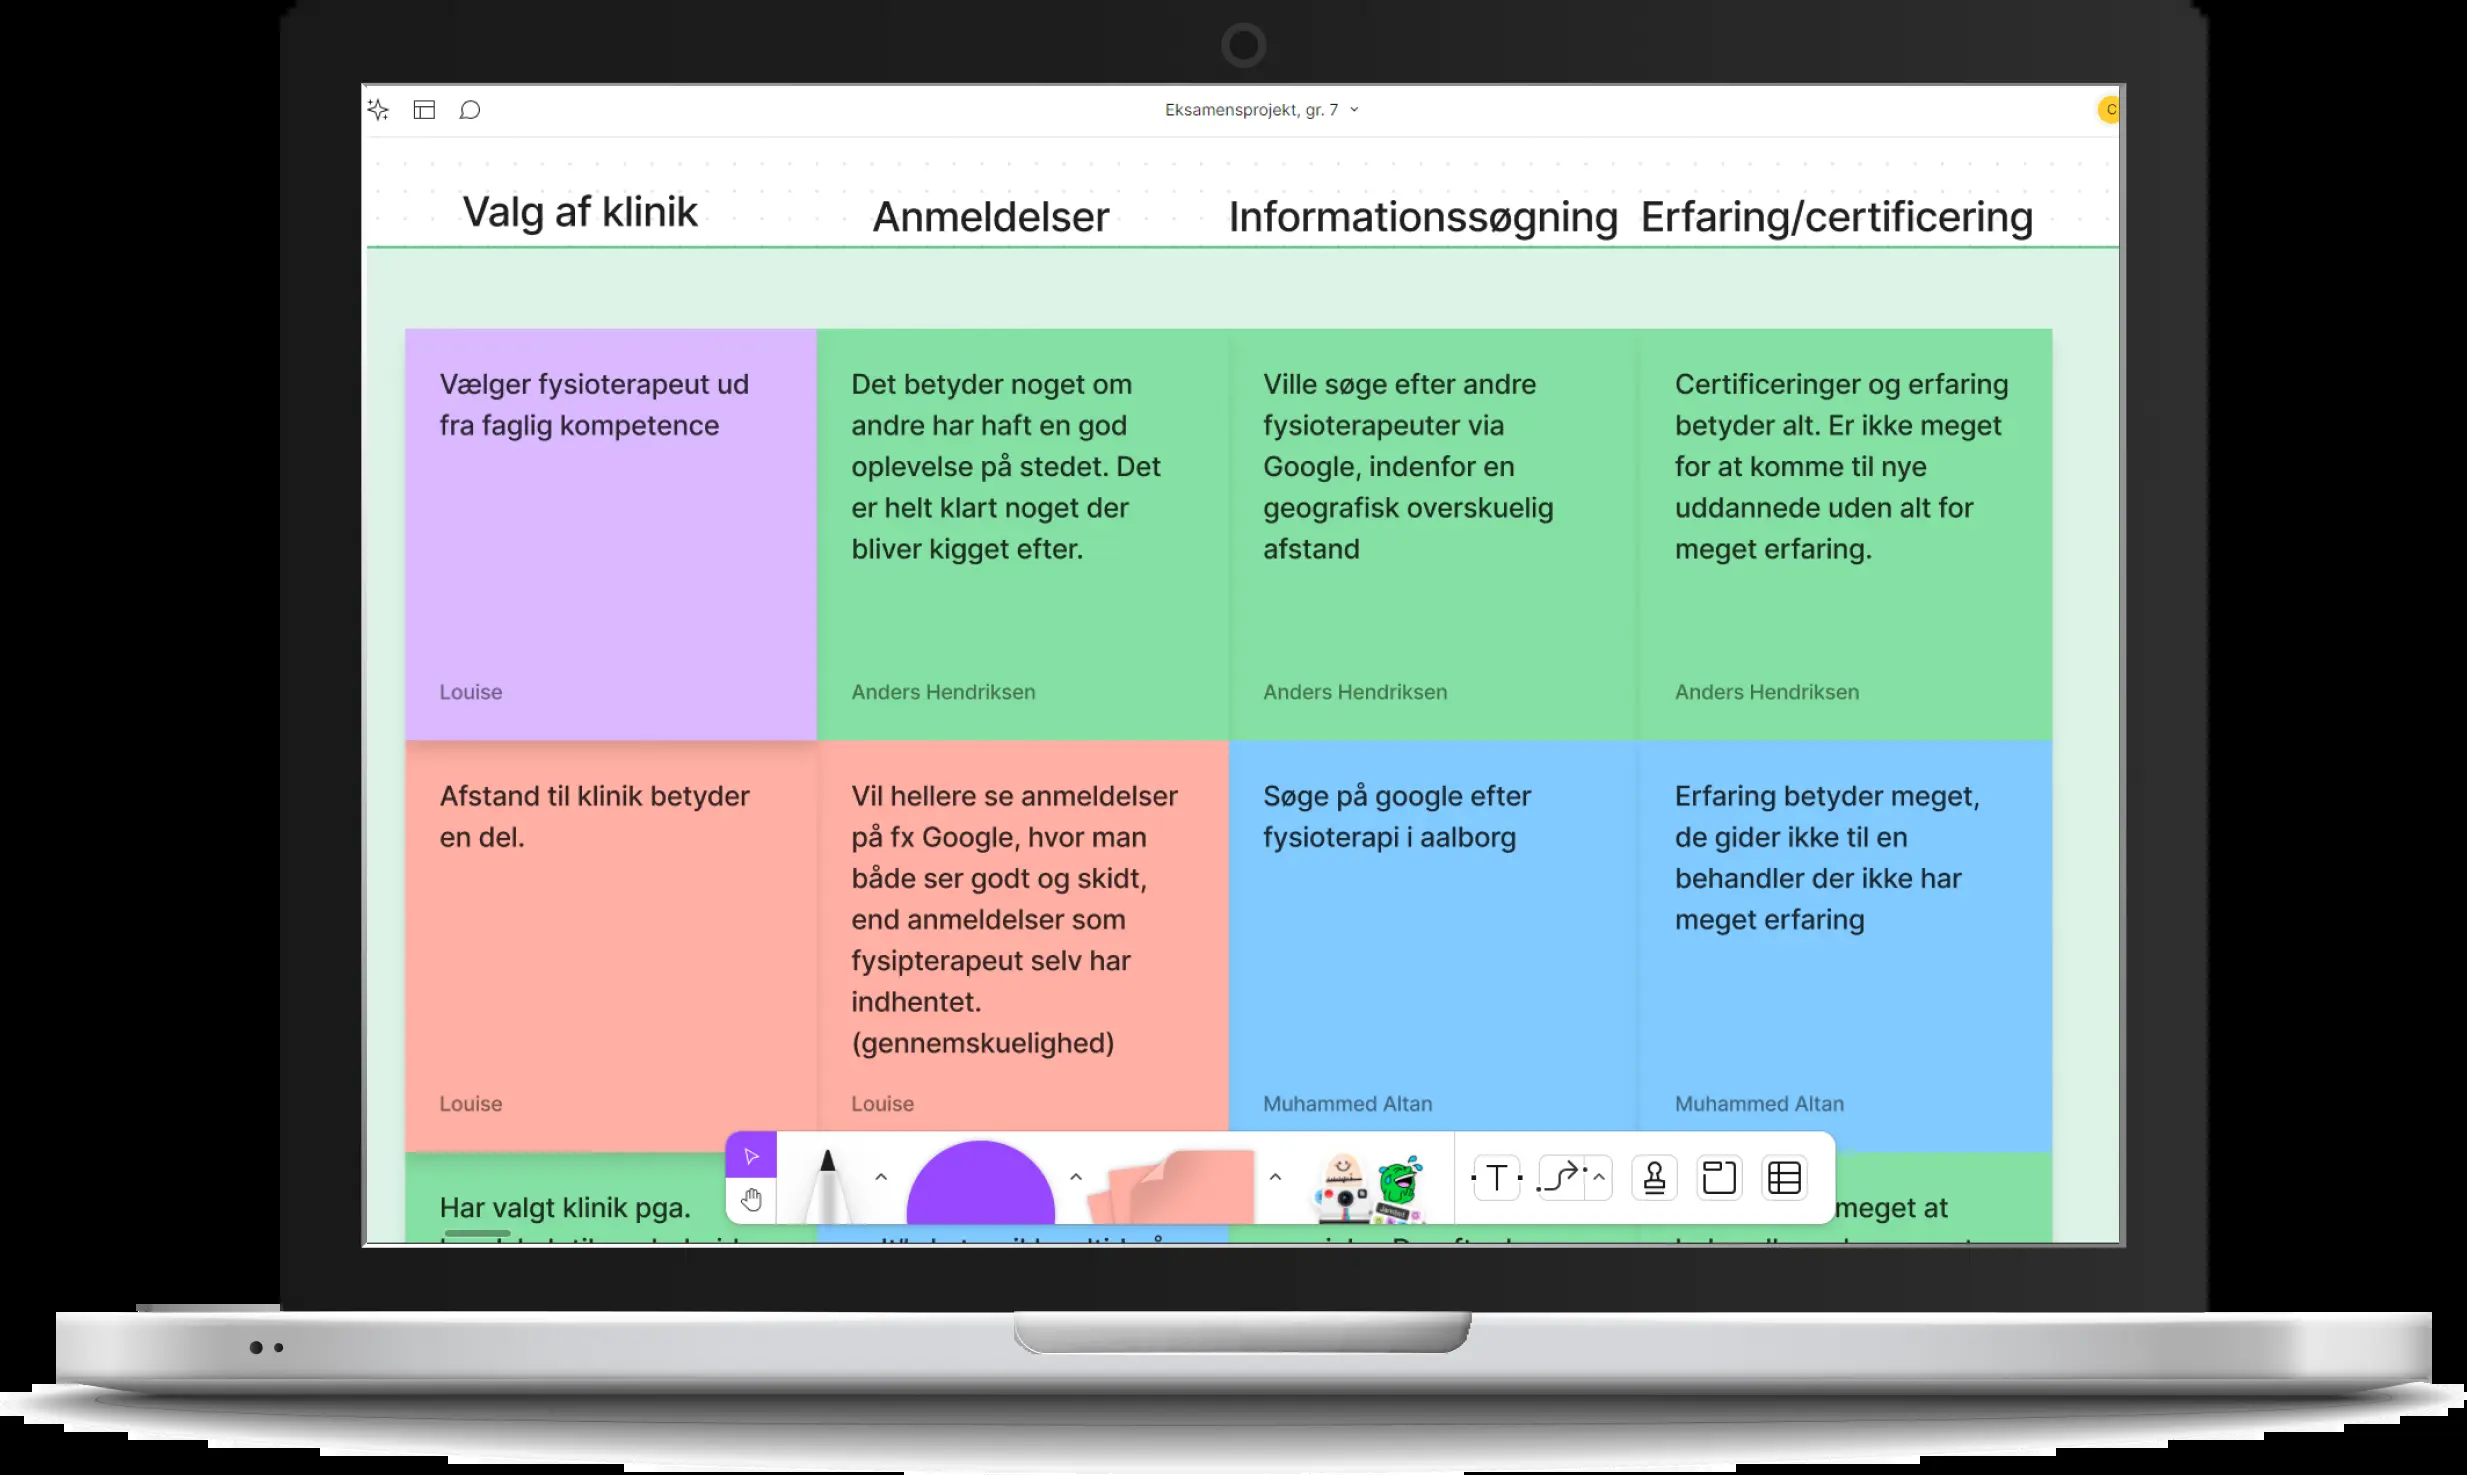 Eksamensprojekt, gr. 7
C
Valg af klinik
Anmeldelser
Informationssøgning
Erfaring/certificering
Vælger fysioterapeut ud
fra faglig kompetence
Louise
Det betyder noget om
andre har haft en god
oplevelse på stedet. Det
er helt klart noget der
bliver kigget efter.
Anders Hendriksen
Ville søge efter andre
fysioterapeuter via
Google, indenfor en
geografisk overskuelig
afstand
Anders Hendriksen
Certificeringer og erfaring
betyder alt. Er ikke meget
for at komme til nye
uddannede uden alt for
meget erfaring.
Anders Hendriksen
Afstand til klinik betyder
en del.
Louise
Vil hellere se anmeldelser
på fx Google, hvor man
både ser godt og skidt,
end anmeldelser som
fysipterapeut selv har
indhentet.
(gennemskuelighed)
Louise
Søge på google efter
fysioterapi i aalborg
Muhammed Altan
Erfaring betyder meget,
de gider ikke til en
behandler der ikke har
meget erfaring
Muhammed Altan
Har valgt klinik pga.
meget at
T